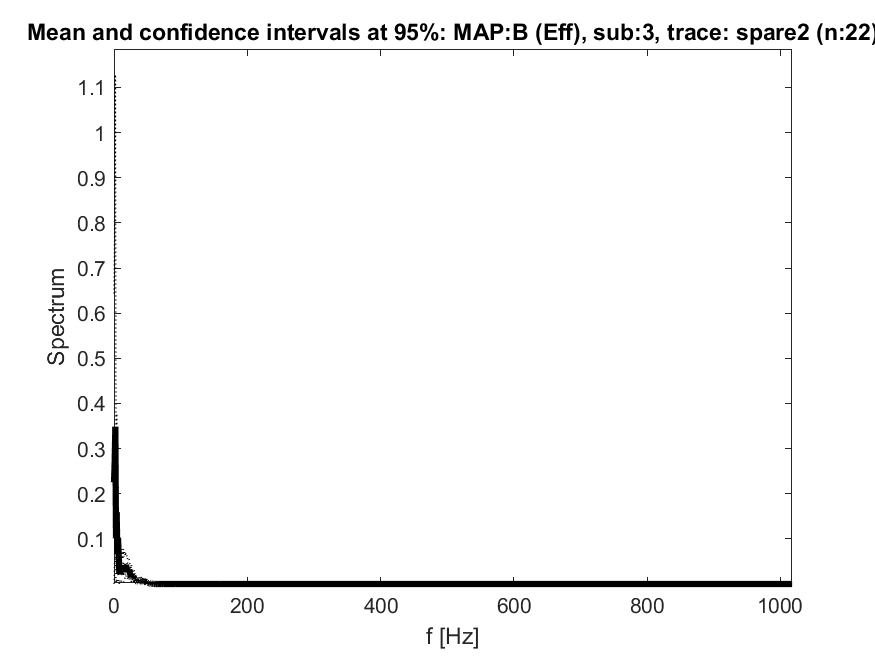 Mean and confidence intervals at 95%: MAP:B (Eff), sub:3, trace: spare2 (n:22)
1.1
1
0.9
0.8
0.7
0.6
0.5
0.4
0.3
0.2
0.1
Spectrum
0 200 400 600 800 1000
f [Hz]